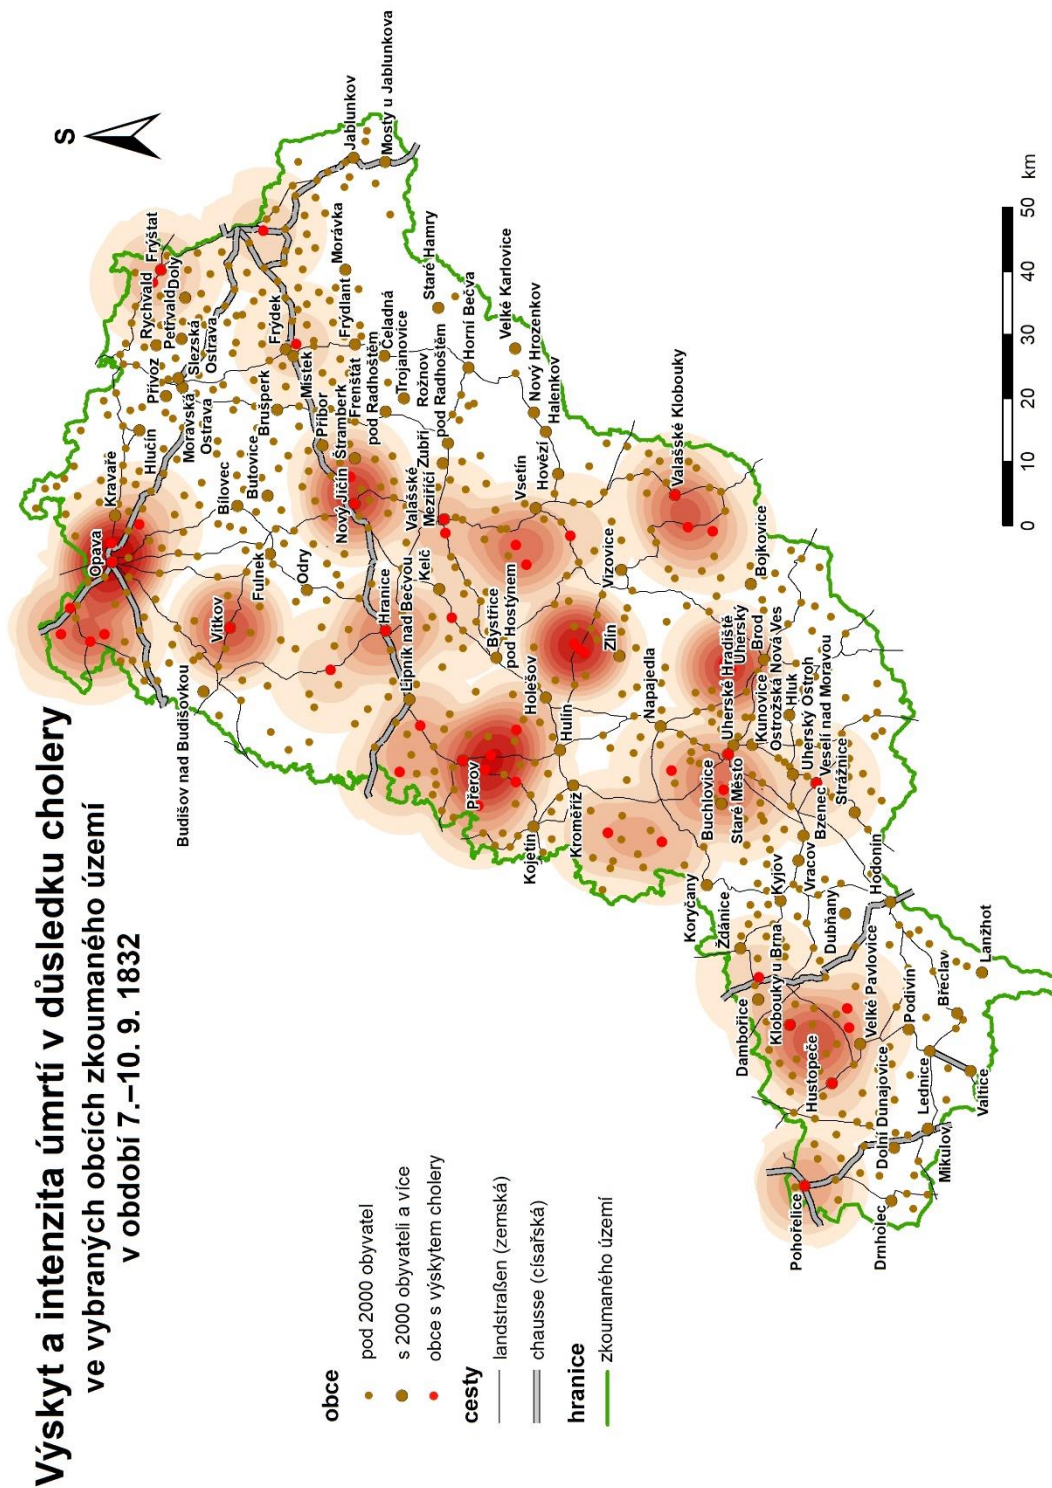 Výskyt a intenzita úmrtí v důsledku cholery
ve vybraných obcích zkoumaného území
v období 7.–10. 9. 1832
S
obce
pod 2000 obyvatel
s 2000 obyvateli a více
obce s výskytem cholery
cesty
landstraßen (zemská)
chausse (císařská)
hranice
zkoumaného území
Opava
Kravaře
Hlučín
Přívoz
Rychvald
Petřvald
Doly
Frýštat
Slezská
Ostrava
Moravská
Ostrava
Vítkov
Bílovec
Butovice
Brušperk
Frýdek
Místek
Budišov nad Budišovkou
Fulnek
Odry
Příbor
Štramberk
Nový Jičín
Frenštát
pod Radhoštěm
Frýdlant
Morávka
Jablunkov
Mosty u Jablunkova
Čeladná
Trojanovice
Staré Hamry
Hranice
Lipník nad Bečvou
Kelč
Valašské
Meziříčí
Zubří
Rožnov
pod Radhoštěm
Horní Bečva
Velké Karlovice
Nový Hrozenkov
Halenkov
Hovězí
Vsetín
Bystřice
pod Hostýnem
Přerov
Holešov
Hulín
Kojetín
Kroměříž
Zlín
Vizovice
Valašské Klobouky
Napajedla
Bojkovice
Uherské Hradiště
Uherský
Brod
Kunovice
Ostrožská Nová Ves
Hluk
Uherský Ostroh
Veselí nad Moravou
Buchlovice
Staré Město
Bzenec
Strážnice
Koryčany
Ždánice
Kyjov
Vracov
Dubňany
Hodonín
Dambořice
Klobouky u Brna
Velké Pavlovice
Hustopeče
Podivín
Břeclav
Lanžhot
Pohořelice
Dolní Dunajovice
Lednice
Valtice
Mikulov
Drnholec
0 10 20 30 40 50 km